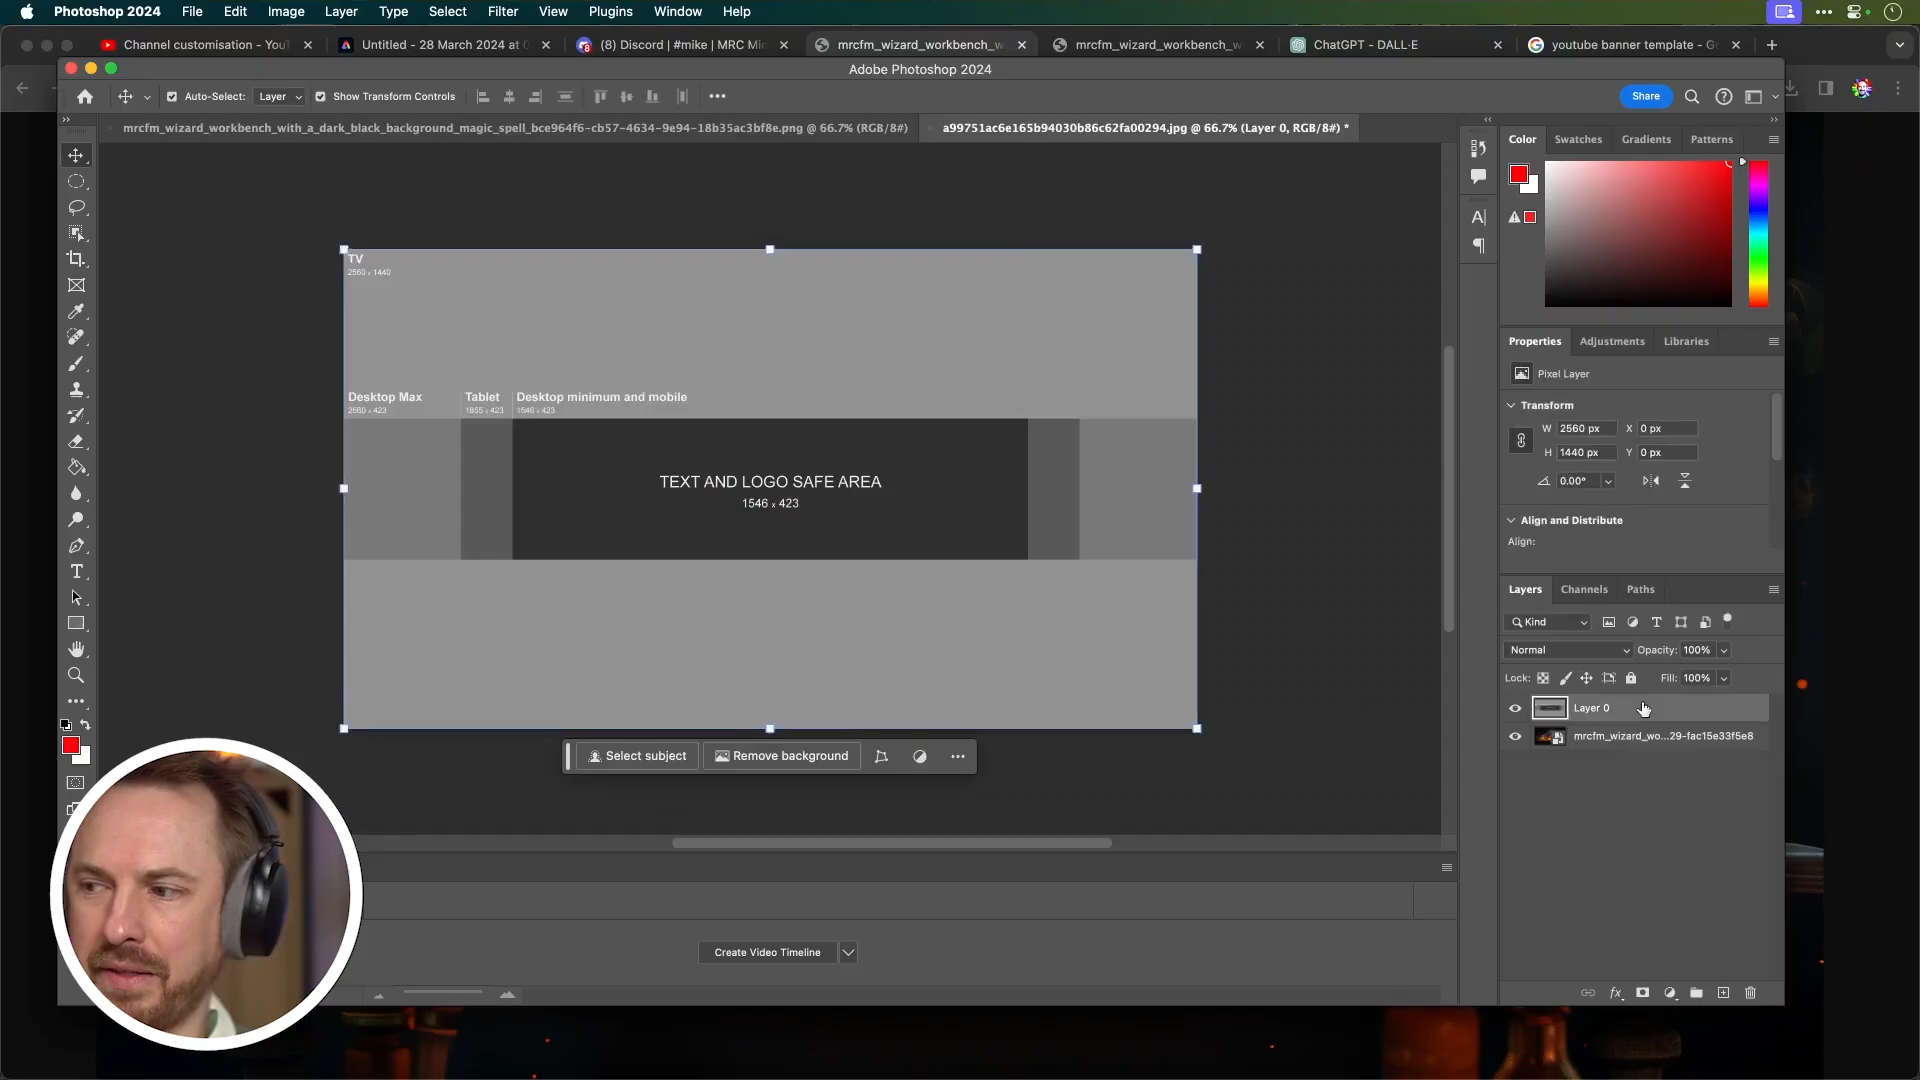 Photoshop 2024 File Edit Image Layer Type Select Filter View Plugins Window Help
Channel customisation - YouT
Untitled - 28 March 2024 at
(8) Discord | #mike | MRC Mi
mrcfm_wizard_workbench_w
mrcfm_wizard_workbench_w
ChatGPT - DALL·E
youtube banner template - G
Adobe Photoshop 2024
Auto-Select: Layer Show Transform Controls
Share
mrcfm_wizard_workbench_with_a_dark_black_background_magic_spell_bce964f6-cb57-4634-9e94-18b35ac3bf8e.png @ 66.7% (RGB/8#)
a99751ac6e165b94030b86c62fa00294.jpg @ 66.7% (Layer 0, RGB/8#) *
Color Swatches Gradients Patterns
TV
2560 x 1440
Desktop Max
2560 x 423
Tablet
1855 x 423
Desktop minimum and mobile
1546 x 423
TEXT AND LOGO SAFE AREA
1546 x 423
Select subject
Remove background
Create Video Timeline
Properties Adjustments Libraries
Pixel Layer
Transform
W 2560 px X 0 px
H 1440 px Y 0 px
0.00°
Align and Distribute
Align:
Layers Channels Paths
Kind
Normal Opacity: 100%
Lock: Fill: 100%
Layer 0
mrcfm_wizard_wo...29-fac15e33f5e8
fx